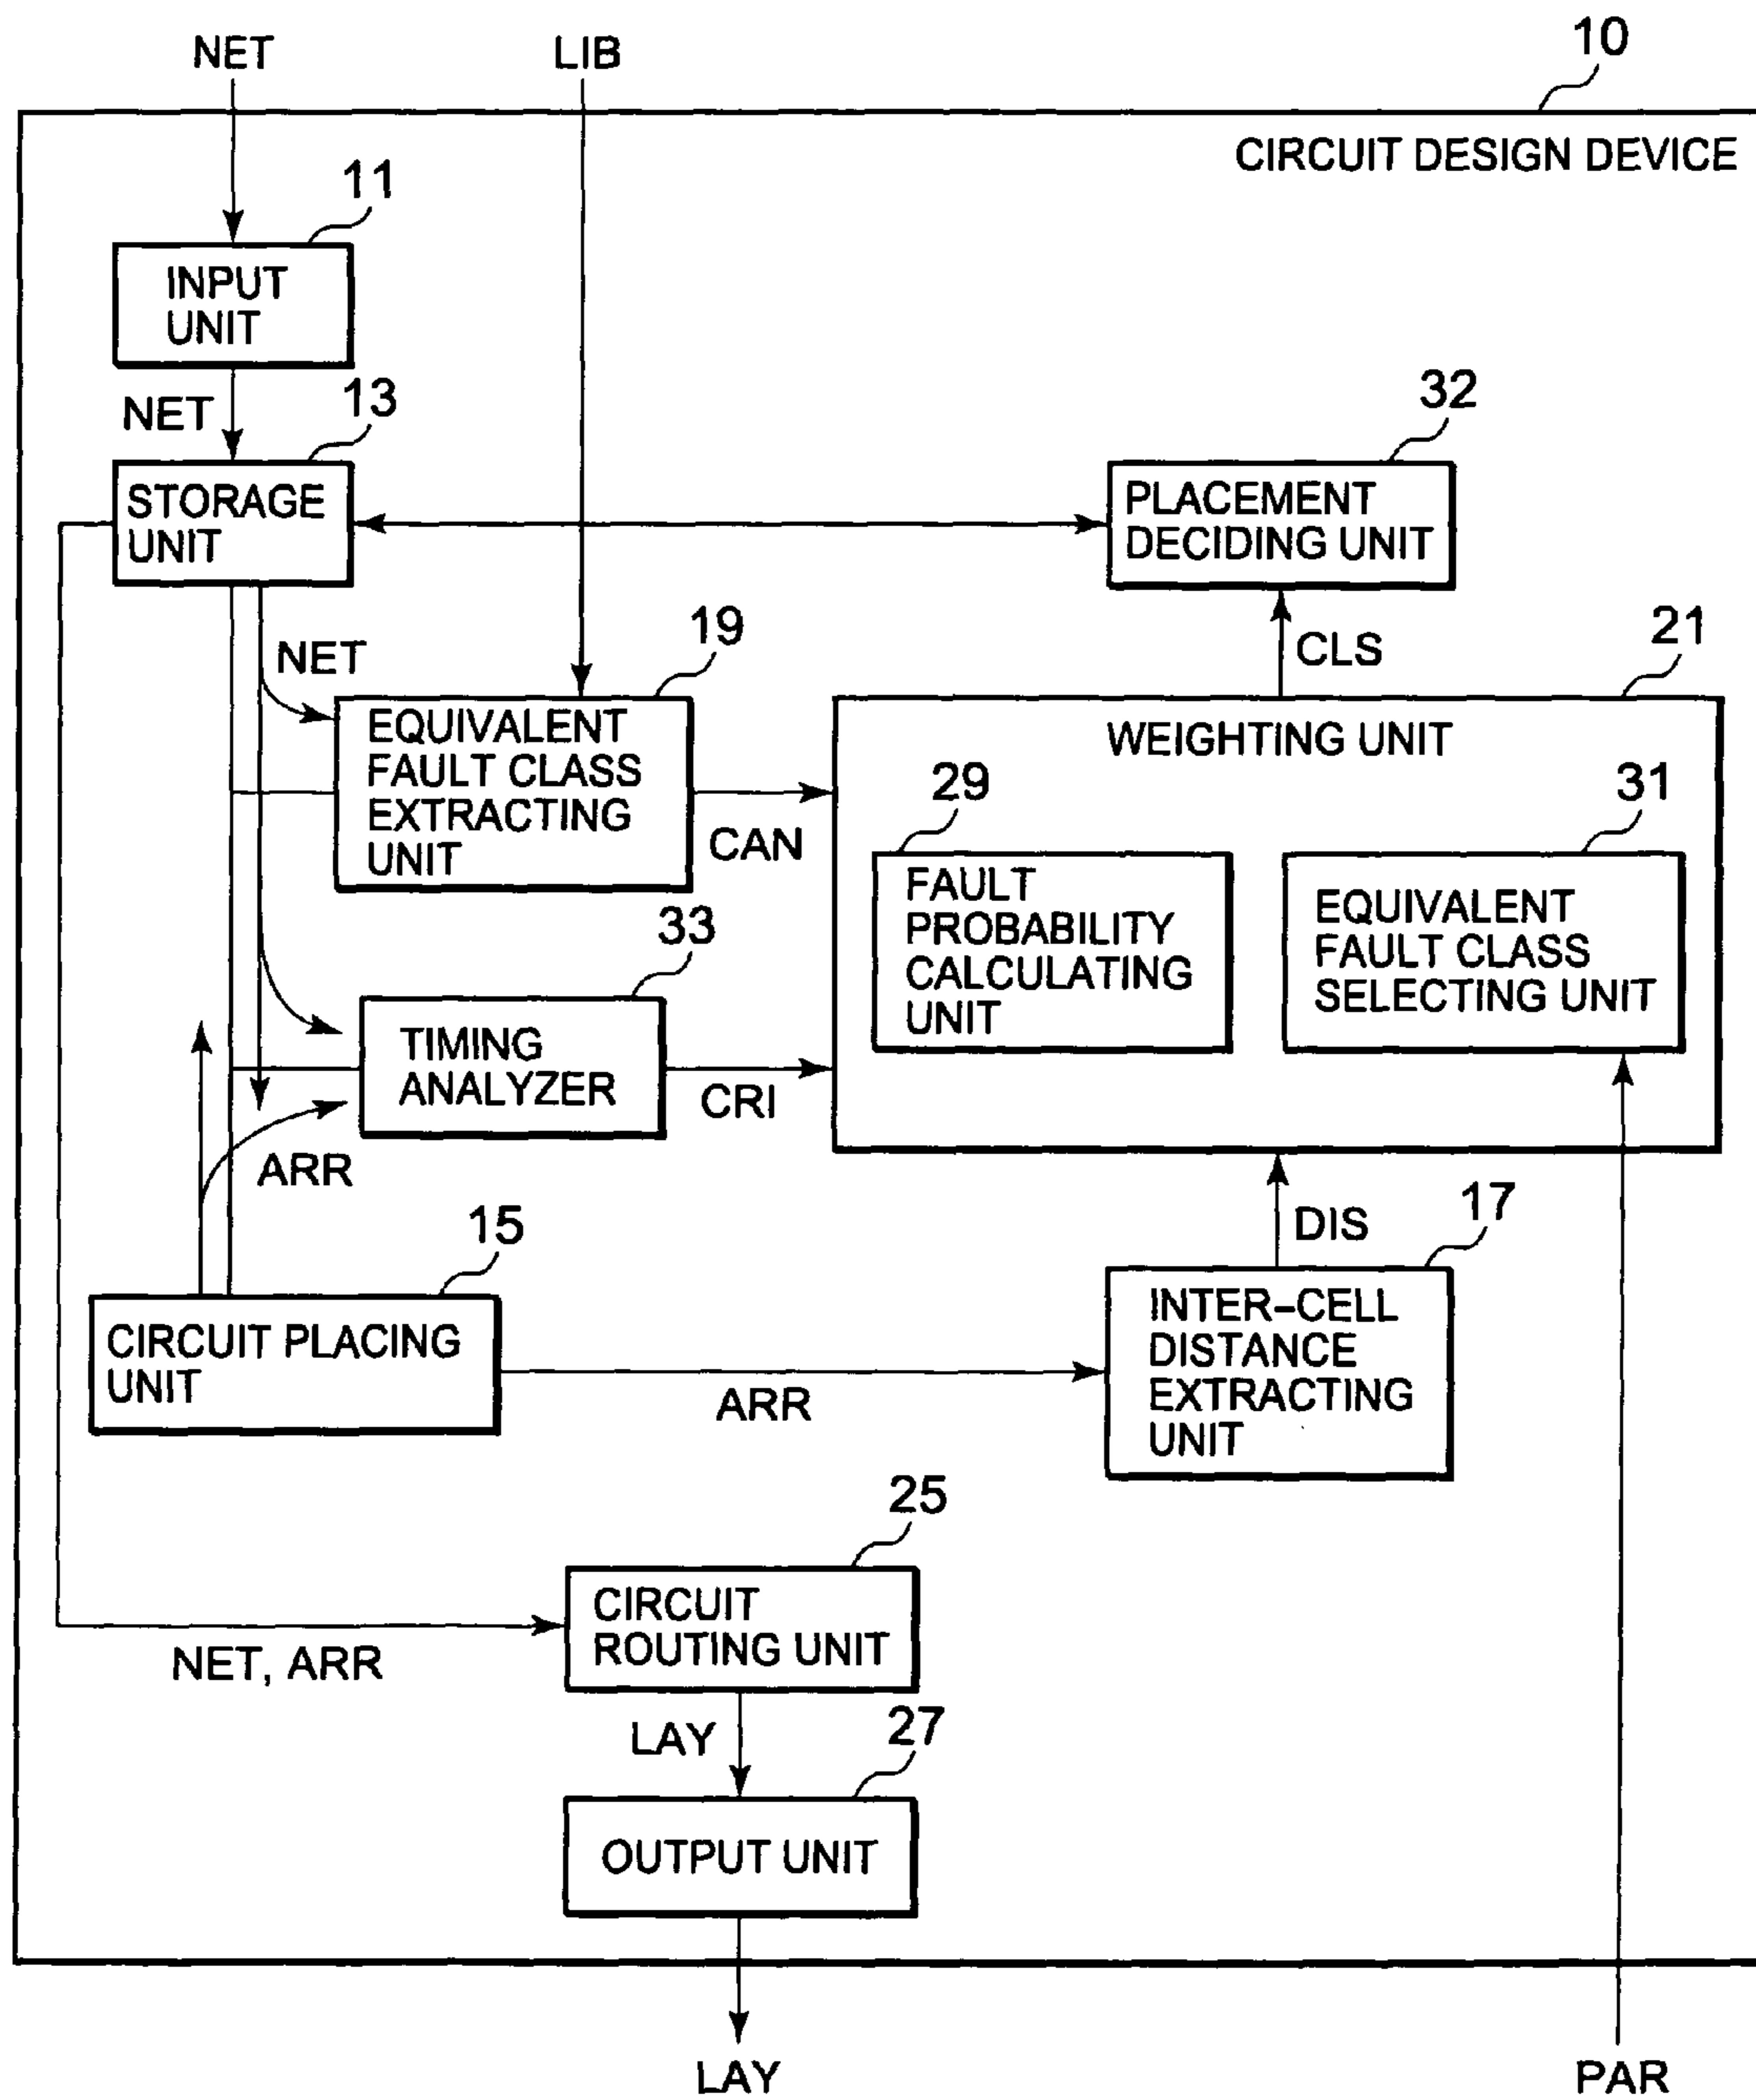 10
NET
LIB
CIRCUIT DESIGN DEVICE
11
INPUT
UNIT
NET
13
STORAGE
UNIT
32
PLACEMENT
DECIDING UNIT
NET
19
CLS
21
EQUIVALENT
FAULT CLASS
EXTRACTING
UNIT
CAN
WEIGHTING UNIT
29
FAULT
PROBABILITY
CALCULATING
UNIT
31
EQUIVALENT
FAULT CLASS
SELECTING UNIT
33
TIMING
ANALYZER
CRI
ARR
15
CIRCUIT PLACING
UNIT
ARR
DIS
17
INTER-CELL
DISTANCE
EXTRACTING
UNIT
25
CIRCUIT
ROUTING UNIT
NET, ARR
LAY
27
OUTPUT UNIT
LAY
PAR